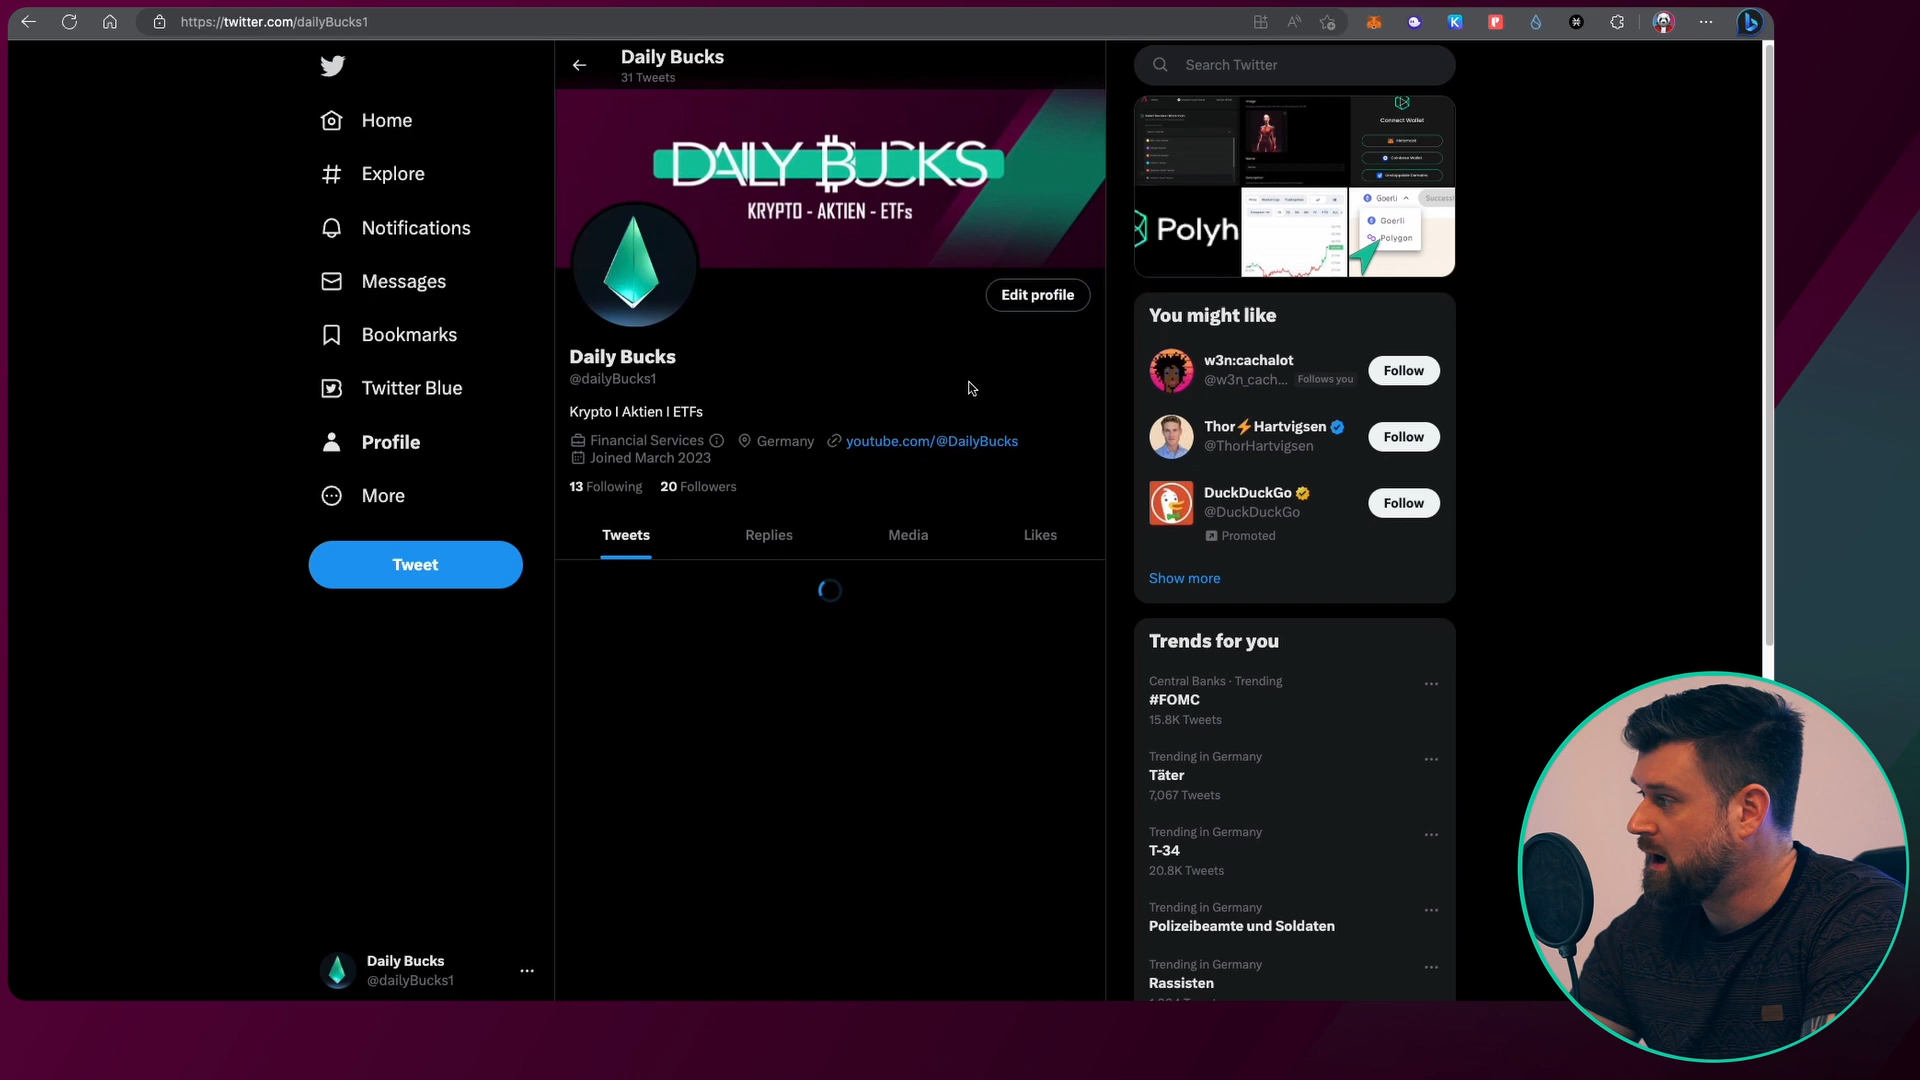 https://twitter.com/dailyBucks1
Home
Explore
Notifications
Messages
Bookmarks
Twitter Blue
Profile
More
Tweet
Daily Bucks
@dailyBucks1
Daily Bucks
31 Tweets
DAILY BUCKS
KRYPTO - AKTIEN - ETFs
Edit profile
Daily Bucks
@dailyBucks1
Krypto I Aktien I ETFs
Financial Services Germany youtube.com/@DailyBucks
Joined March 2023
13 Following 20 Followers
Tweets Replies Media Likes
Search Twitter
Connect Wallet
Polyh
Goerli
Goerli
Polygon
You might like
w3n:cachalot
@w3n_cach... Follows you
Follow
Thor⚡Hartvigsen
@ThorHartvigsen
Follow
DuckDuckGo
@DuckDuckGo
Follow
Promoted
Show more
Trends for you
Central Banks · Trending
#FOMC
15.8K Tweets
Trending in Germany
Täter
7,067 Tweets
Trending in Germany
T-34
20.8K Tweets
Trending in Germany
Polizeibeamte und Soldaten
Trending in Germany
Rassisten